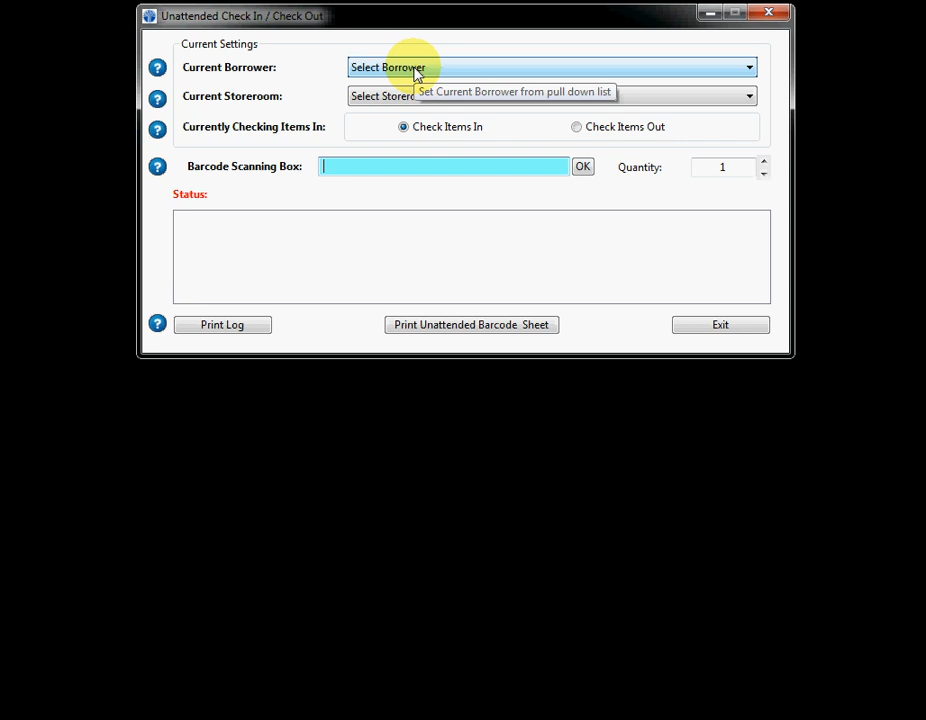 Unattended Check In / Check Out
Current Settings
? Current Borrower: Select Borrower
Set Current Borrower from pull down list
? Current Storeroom: Select
? Currently Checking Items In: Check Items In Check Items Out
? Barcode Scanning Box: OK Quantity: 1
Status:
? Print Log Print Unattended Barcode Sheet Exit